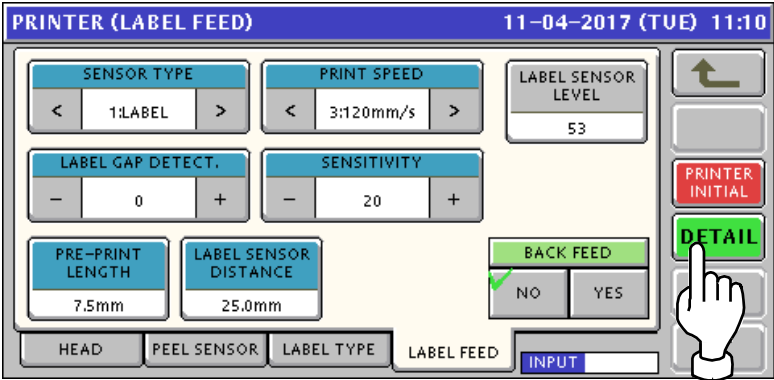 PRINTER (LABEL FEED) 11-04-2017 (TUE) 11:10
SENSOR TYPE
< 1:LABEL >
PRINT SPEED
< 3:120mm/s >
LABEL SENSOR
LEVEL
53
LABEL GAP DETECT.
- 0 +
SENSITIVITY
- 20 +
PRE-PRINT
LENGTH
7.5mm
LABEL SENSOR
DISTANCE
25.0mm
BACK FEED
NO YES
PRINTER
INITIAL
DETAIL
HEAD PEEL SENSOR LABEL TYPE LABEL FEED INPUT